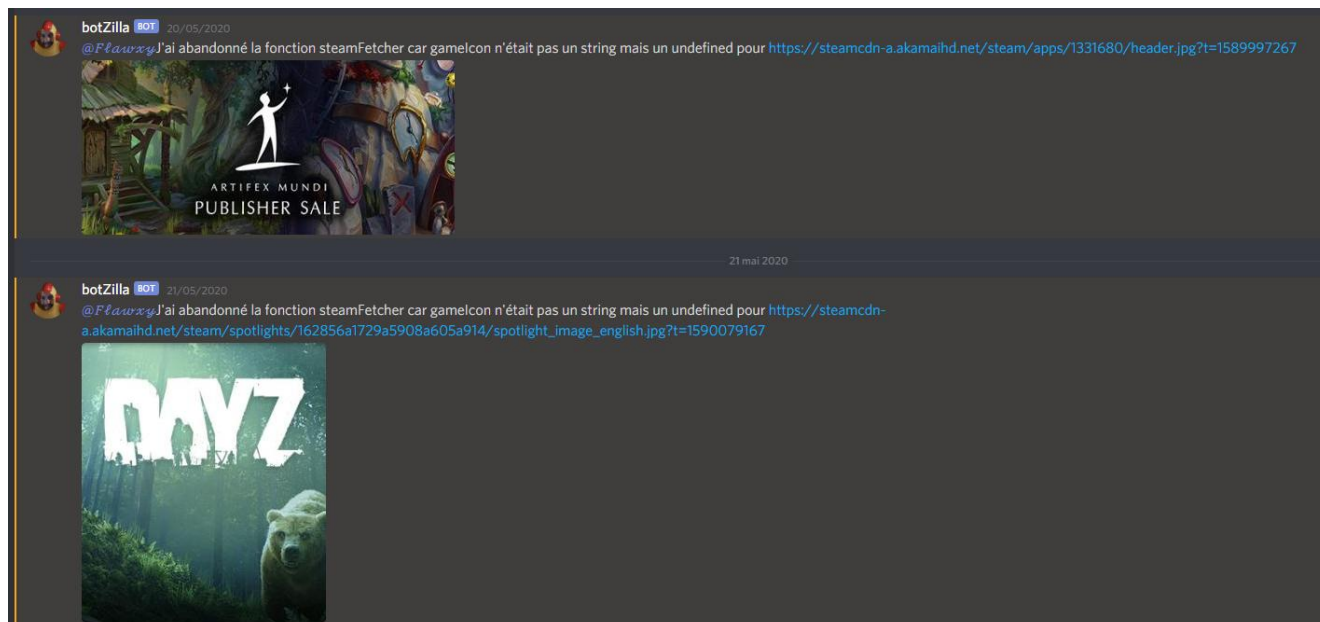 botZilla BOT 20/05/2020
@FlawxyJ'ai abandonné la fonction steamFetcher car gameIcon n'était pas un string mais un undefined pour https://steamcdn-a.akamaihd.net/steam/apps/1331680/header.jpg?t=1589997267
ARTIFEX MUNDI
PUBLISHER SALE
21 mai 2020
botZilla BOT 21/05/2020
@FlawxyJ'ai abandonné la fonction steamFetcher car gameIcon n'était pas un string mais un undefined pour https://steamcdn-
a.akamaihd.net/steam/spotlights/162856a1729a5908a605a914/spotlight_image_english.jpg?t=1590079167
DAYZ